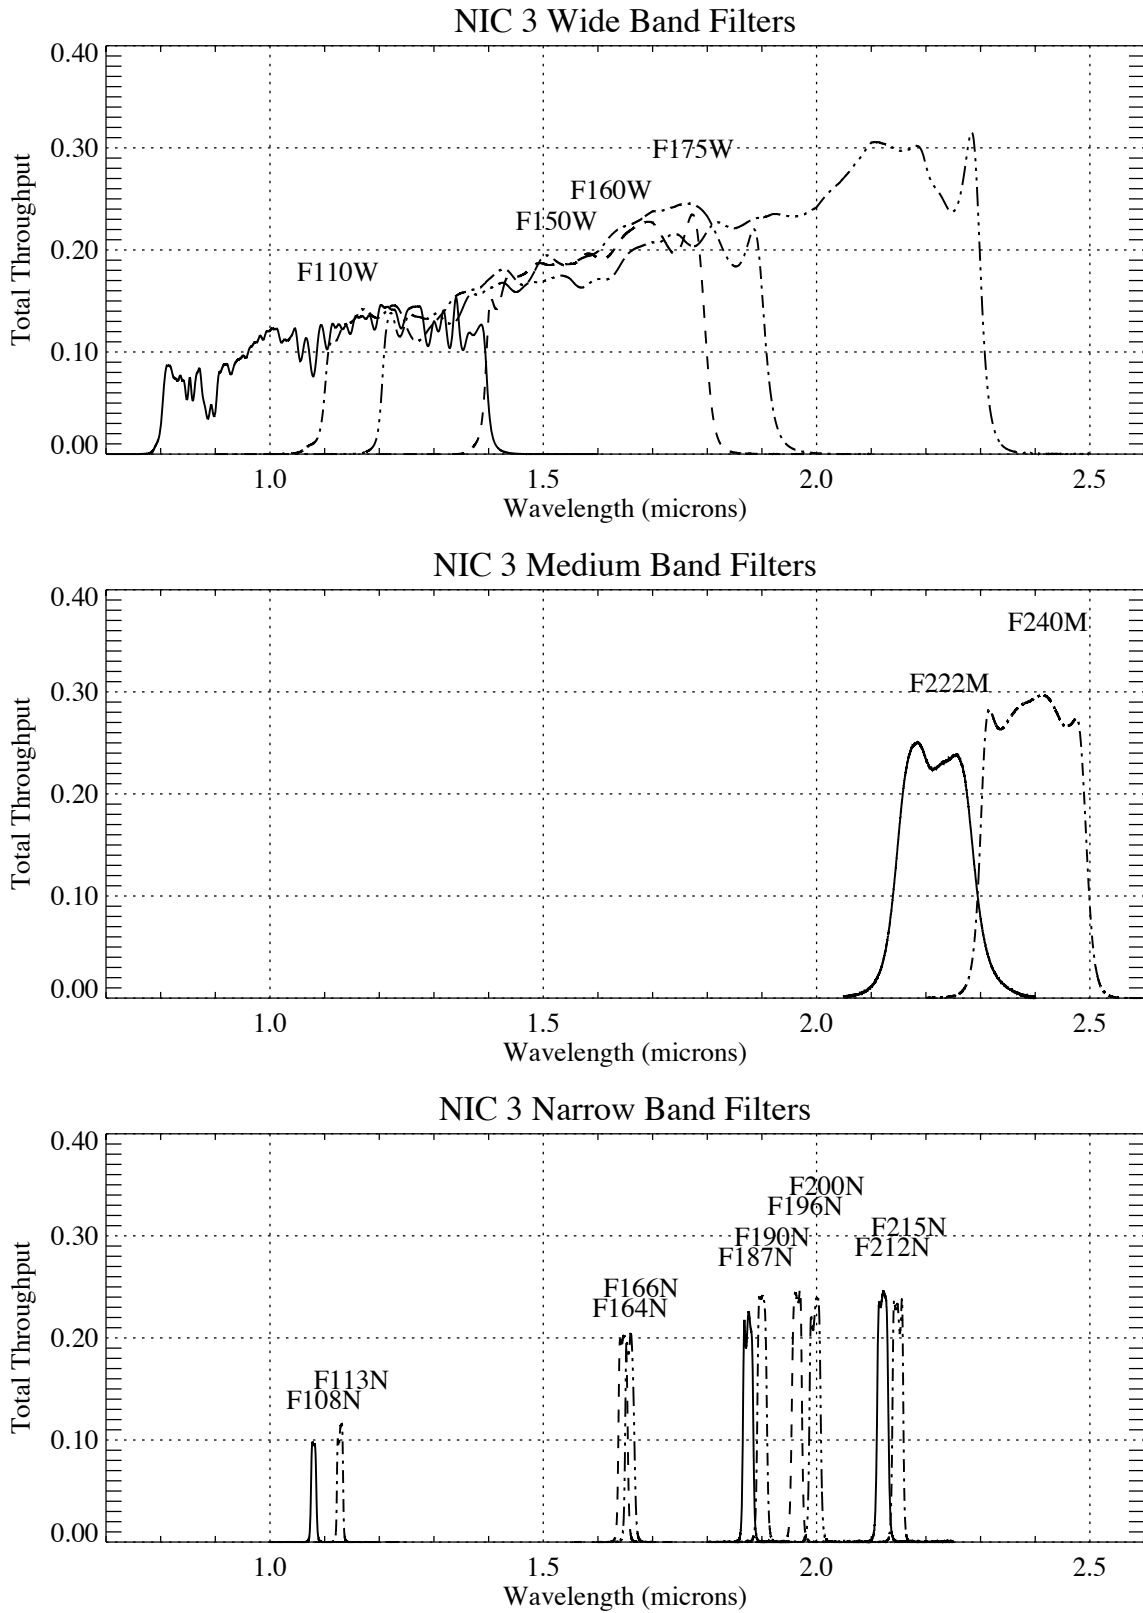 NIC 3 Wide Band Filters
0.40
0.30
0.20
0.10
0.00
Total Throughput
F110W
F150W
F160W
F175W
1.0 1.5 2.0 2.5
Wavelength (microns)
NIC 3 Medium Band Filters
0.40
0.30
0.20
0.10
0.00
Total Throughput
F222M
F240M
1.0 1.5 2.0 2.5
Wavelength (microns)
NIC 3 Narrow Band Filters
0.40
0.30
0.20
0.10
0.00
Total Throughput
F108N
F113N
F164N
F166N
F187N
F190N
F196N
F200N
F212N
F215N
1.0 1.5 2.0 2.5
Wavelength (microns)